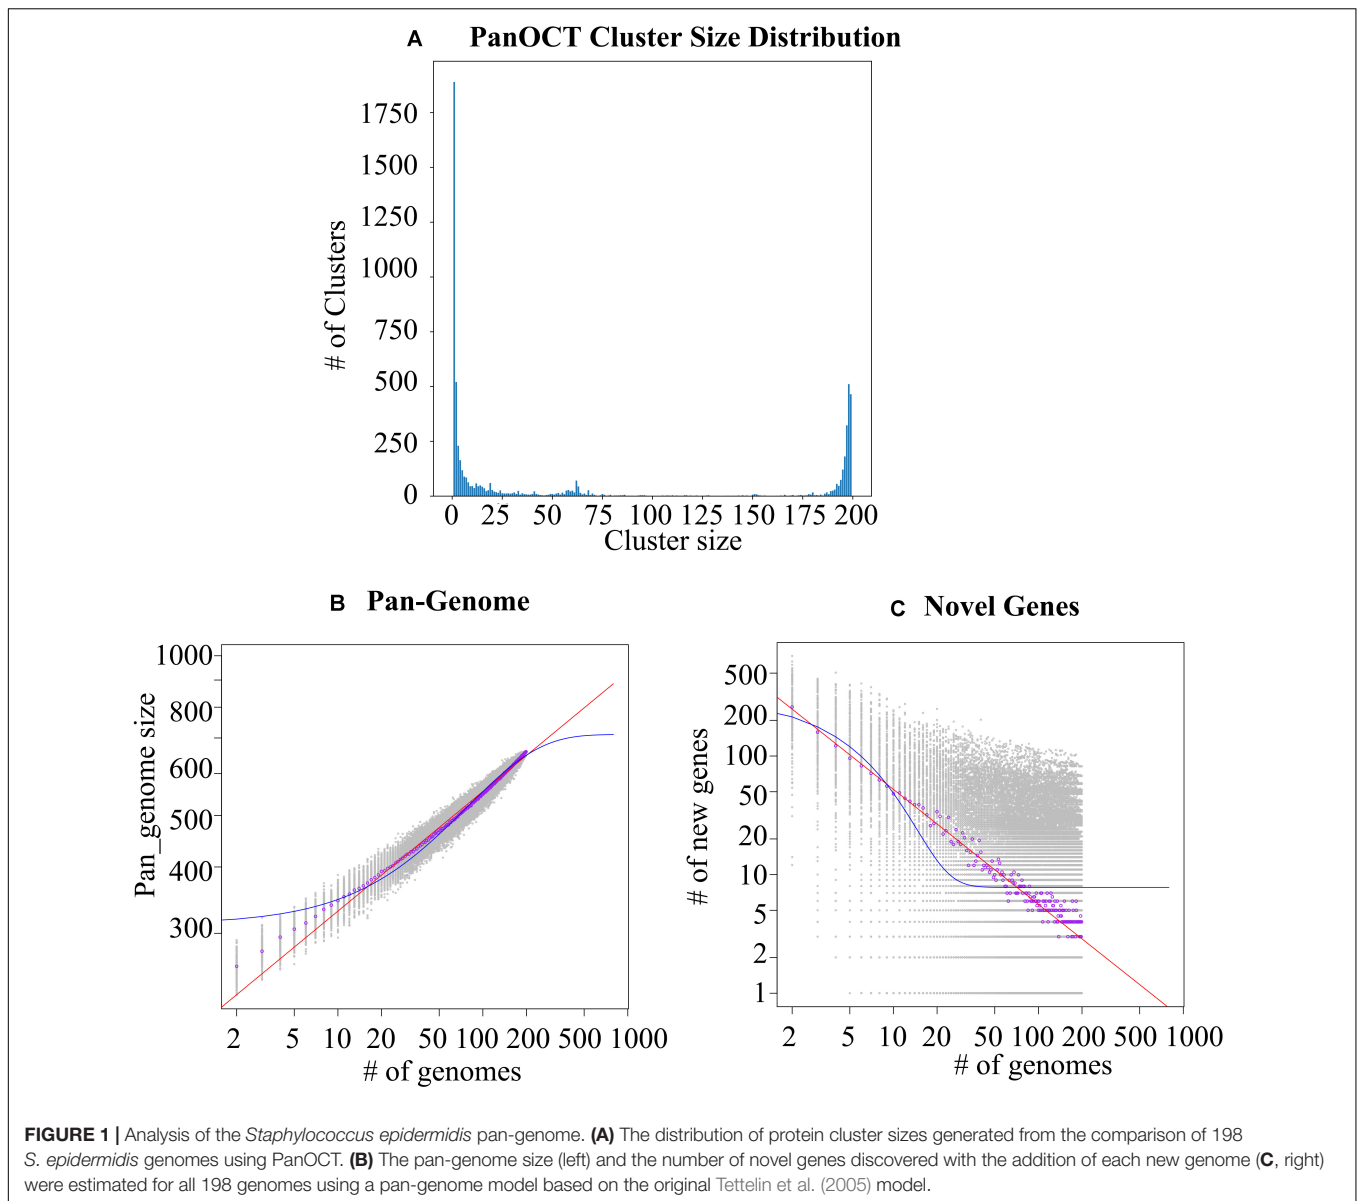 A PanOCT Cluster Size Distribution
# of Clusters
1750
1500
1250
1000
750
500
250
0
0 25 50 75 100 125 150 175 200
Cluster size
B Pan-Genome
Pan_genome size
1000
800
600
500
400
300
2 5 10 20 50 100 200 500 1000
# of genomes
C Novel Genes
# of new genes
500
200
100
50
20
10
5
2
1
2 5 10 20 50 100 200 500 1000
# of genomes
FIGURE 1 | Analysis of the Staphylococcus epidermidis pan-genome. (A) The distribution of protein cluster sizes generated from the comparison of 198
S. epidermidis genomes using PanOCT. (B) The pan-genome size (left) and the number of novel genes discovered with the addition of each new genome (C, right)
were estimated for all 198 genomes using a pan-genome model based on the original Tettelin et al. (2005) model.